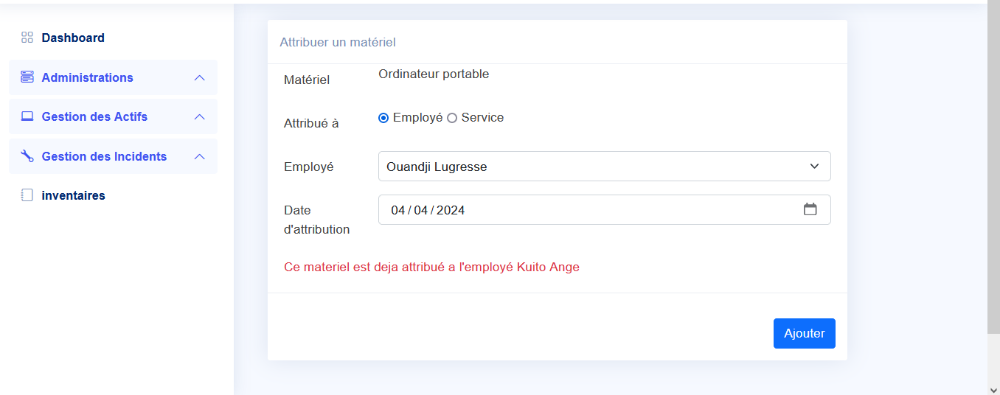 Dashboard
Administrations
Gestion des Actifs
Gestion des Incidents
inventaires
Attribuer un matériel
Matériel
Ordinateur portable
Attribué à
Employé
Service
Employé
Ouandji Lugresse
Date
d'attribution
04/04/2024
Ce materiel est deja attribué a l'employé Kuito Ange
Ajouter